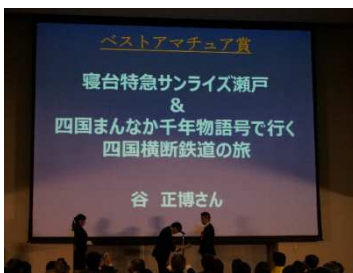 ベストアマチュア賞
寝台特急サンライズ瀬戸
&
四国まんなか千年物語号で行く
四国横断鉄道の旅
谷 正博さん